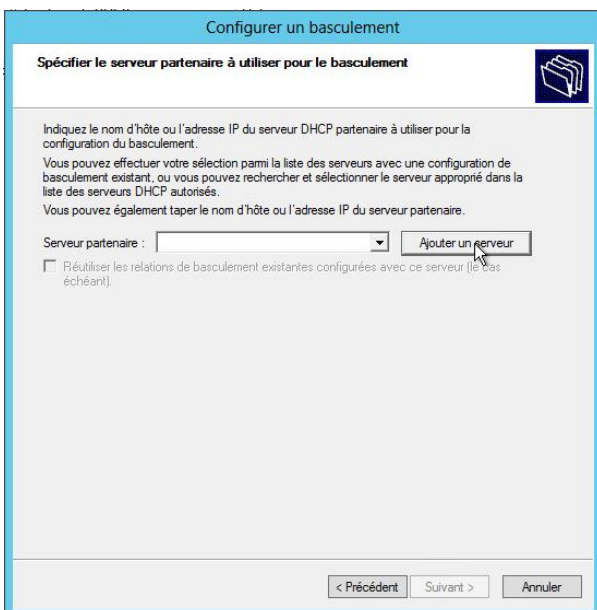 Configurer un basculement
Spécifier le serveur partenaire à utiliser pour le basculement
Indiquez le nom d'hôte ou l'adresse IP du serveur DHCP partenaire à utiliser pour la
configuration du basculement.
Vous pouvez effectuer votre sélection parmi la liste des serveurs avec une configuration de
basculement existant, ou vous pouvez rechercher et sélectionner le serveur approprié dans la
liste des serveurs DHCP autorisés.
Vous pouvez également taper le nom d'hôte ou l'adresse IP du serveur partenaire.
Serveur partenaire : Ajouter un serveur
Réutiliser les relations de basculement existantes configurées avec ce serveur (le cas
échéant).
< Précédent Suivant > Annuler